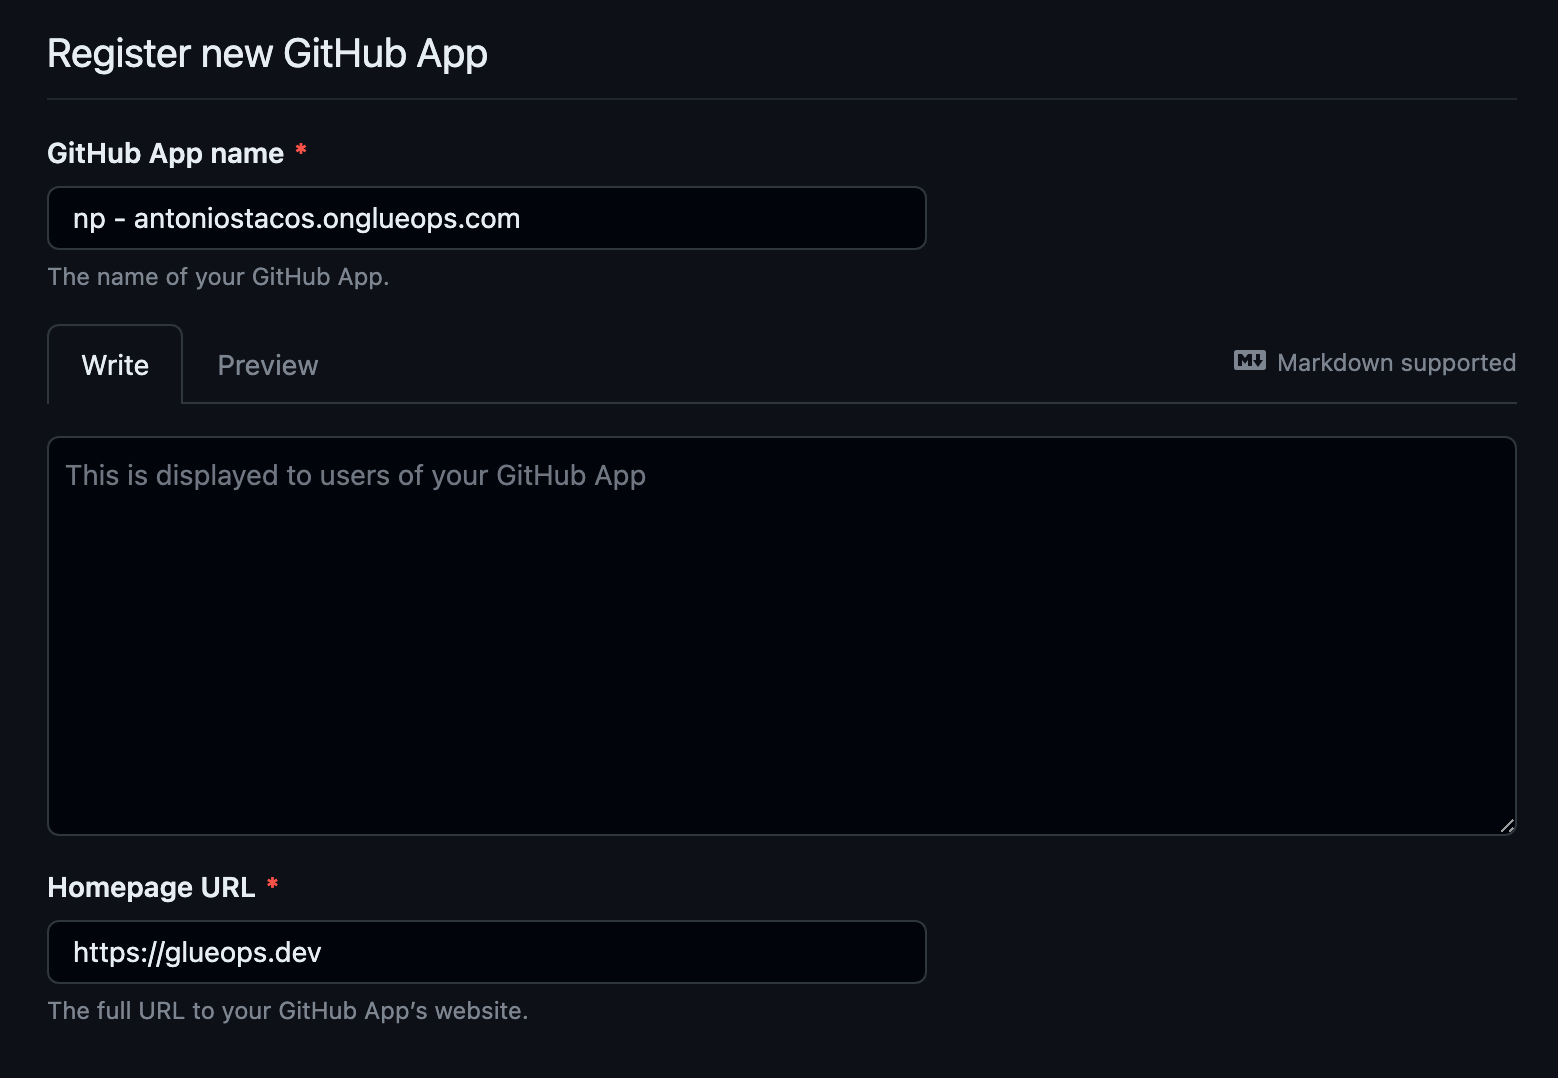 Register new GitHub App
GitHub App name *
np - antoniostacos.onglueops.com
The name of your GitHub App.
Write Preview Markdown supported
This is displayed to users of your GitHub App
Homepage URL *
https://glueops.dev
The full URL to your GitHub App’s website.